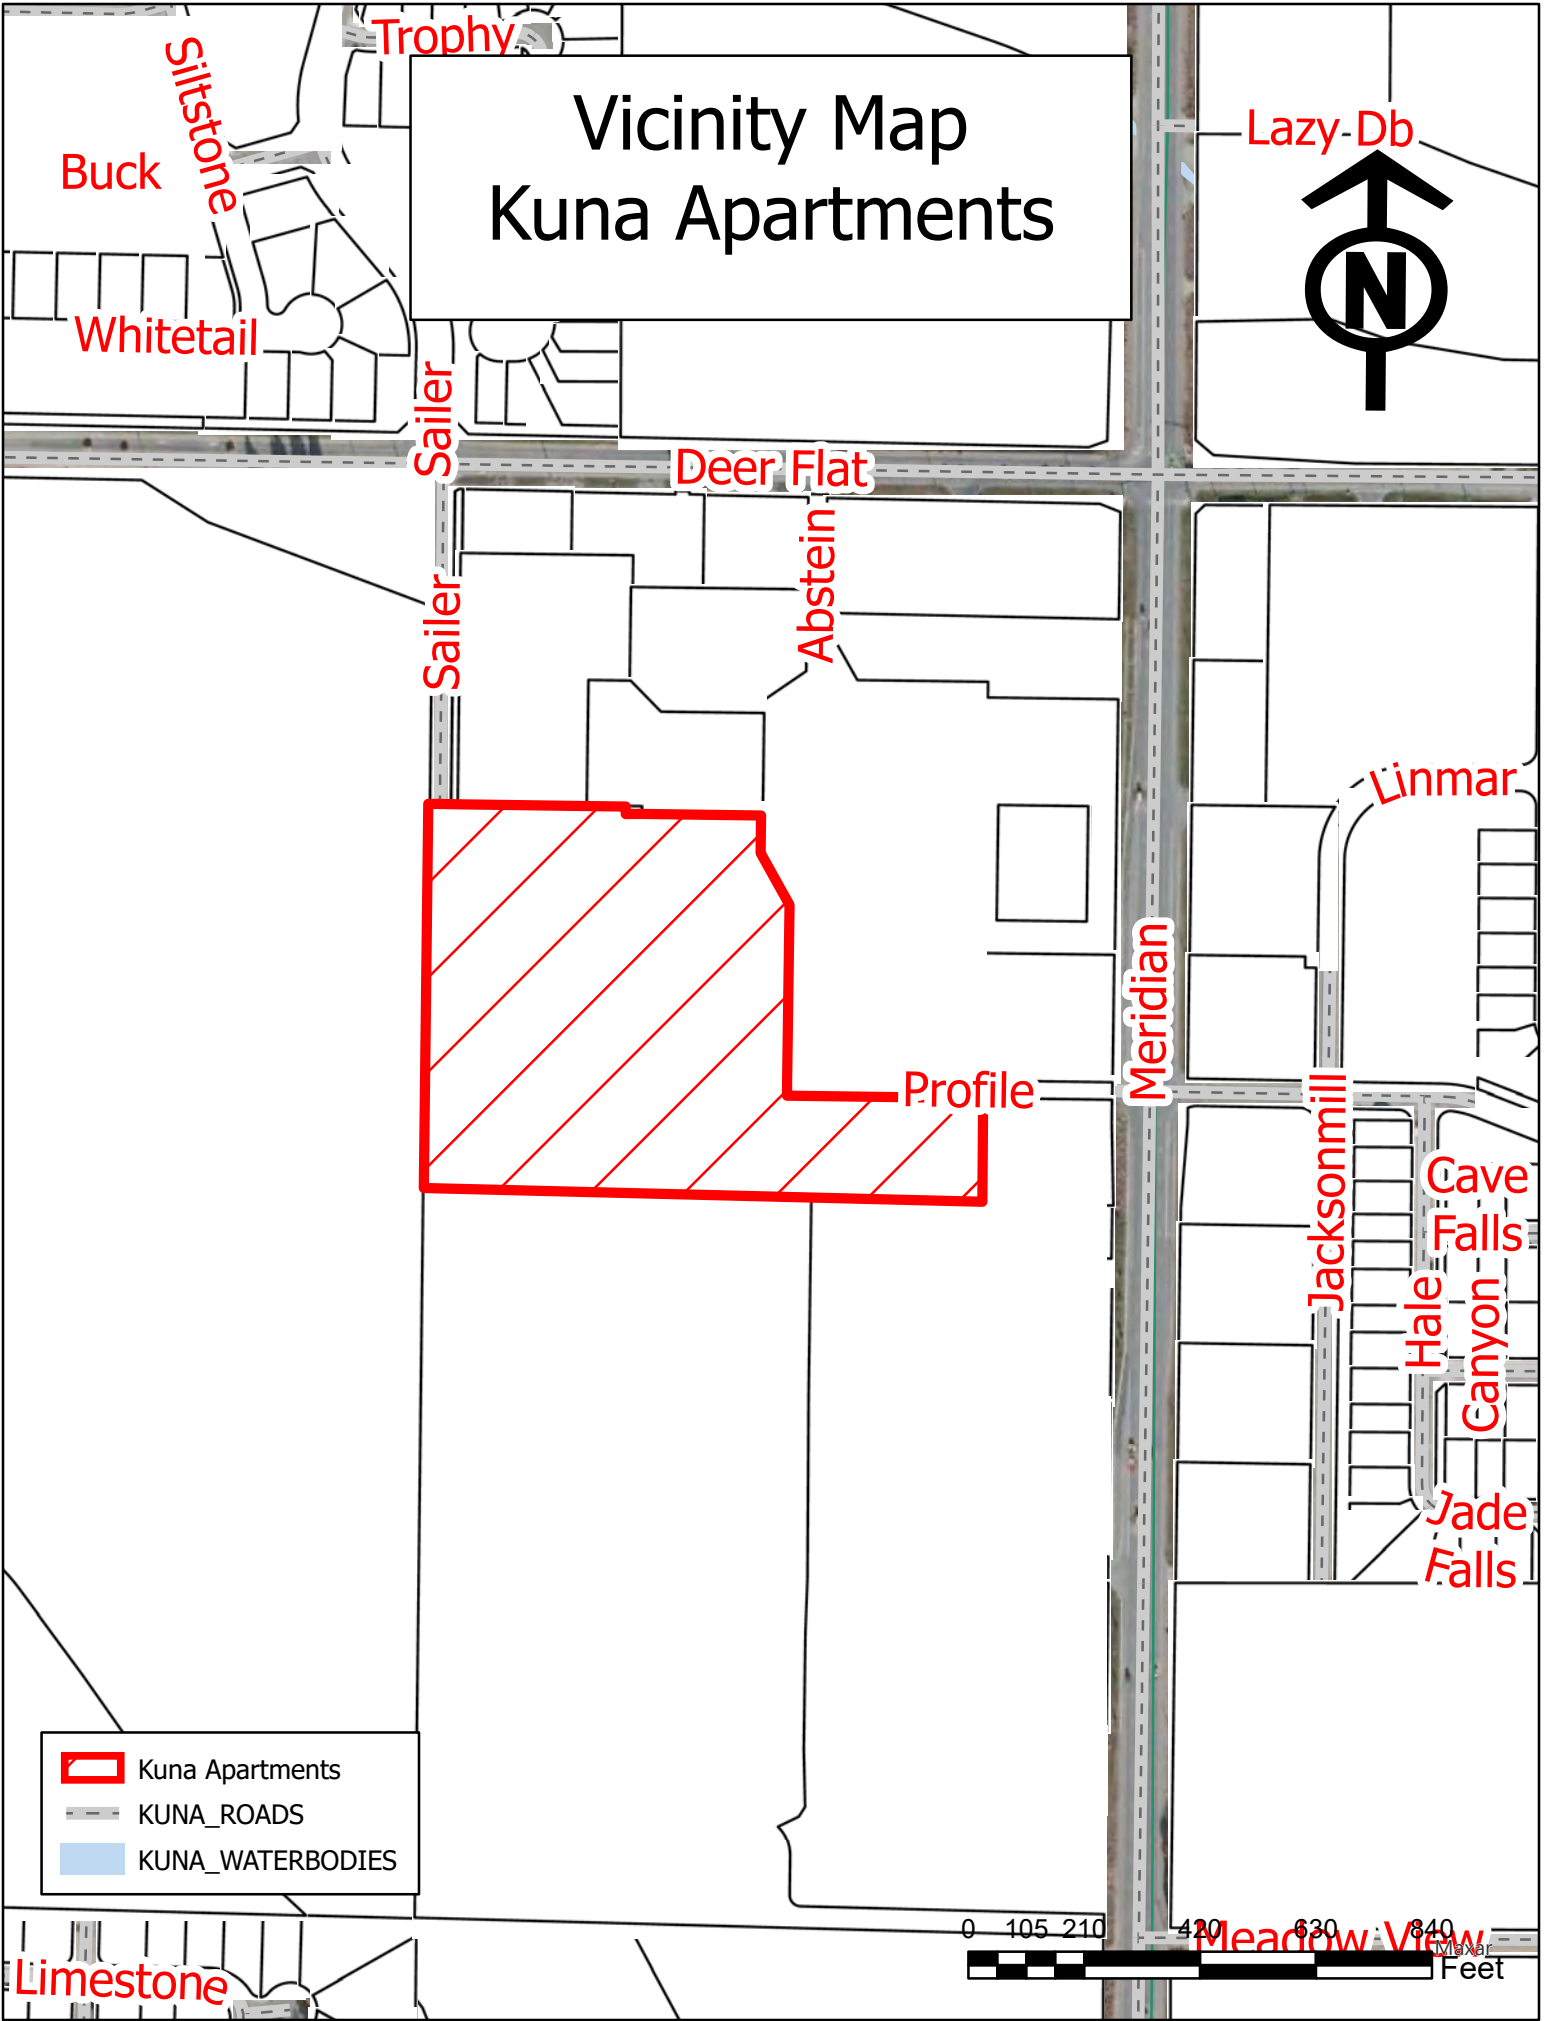 Trophy
Siltstone
Vicinity Map
Kuna Apartments
Lazy Db
Buck
N
Whitetail
Sailer
Deer Flat
Abstein
Sailer
Linmar
Meridian
Profile
Jacksonmill
Cave
Falls
Hale
Canyon
Jade
Falls
Kuna Apartments
KUNA_ROADS
KUNA_WATERBODIES
0 105 210 420 630 840
Meadow View
Maxar
Feet
Limestone